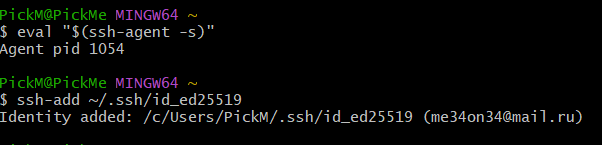 PickM@PickMe MINGW64 ~
$ eval "$(ssh-agent -s)"
Agent pid 1054
PickM@PickMe MINGW64 ~
$ ssh-add ~/.ssh/id_ed25519
Identity added: /c/Users/PickM/.ssh/id_ed25519 (me34on34@mail.ru)